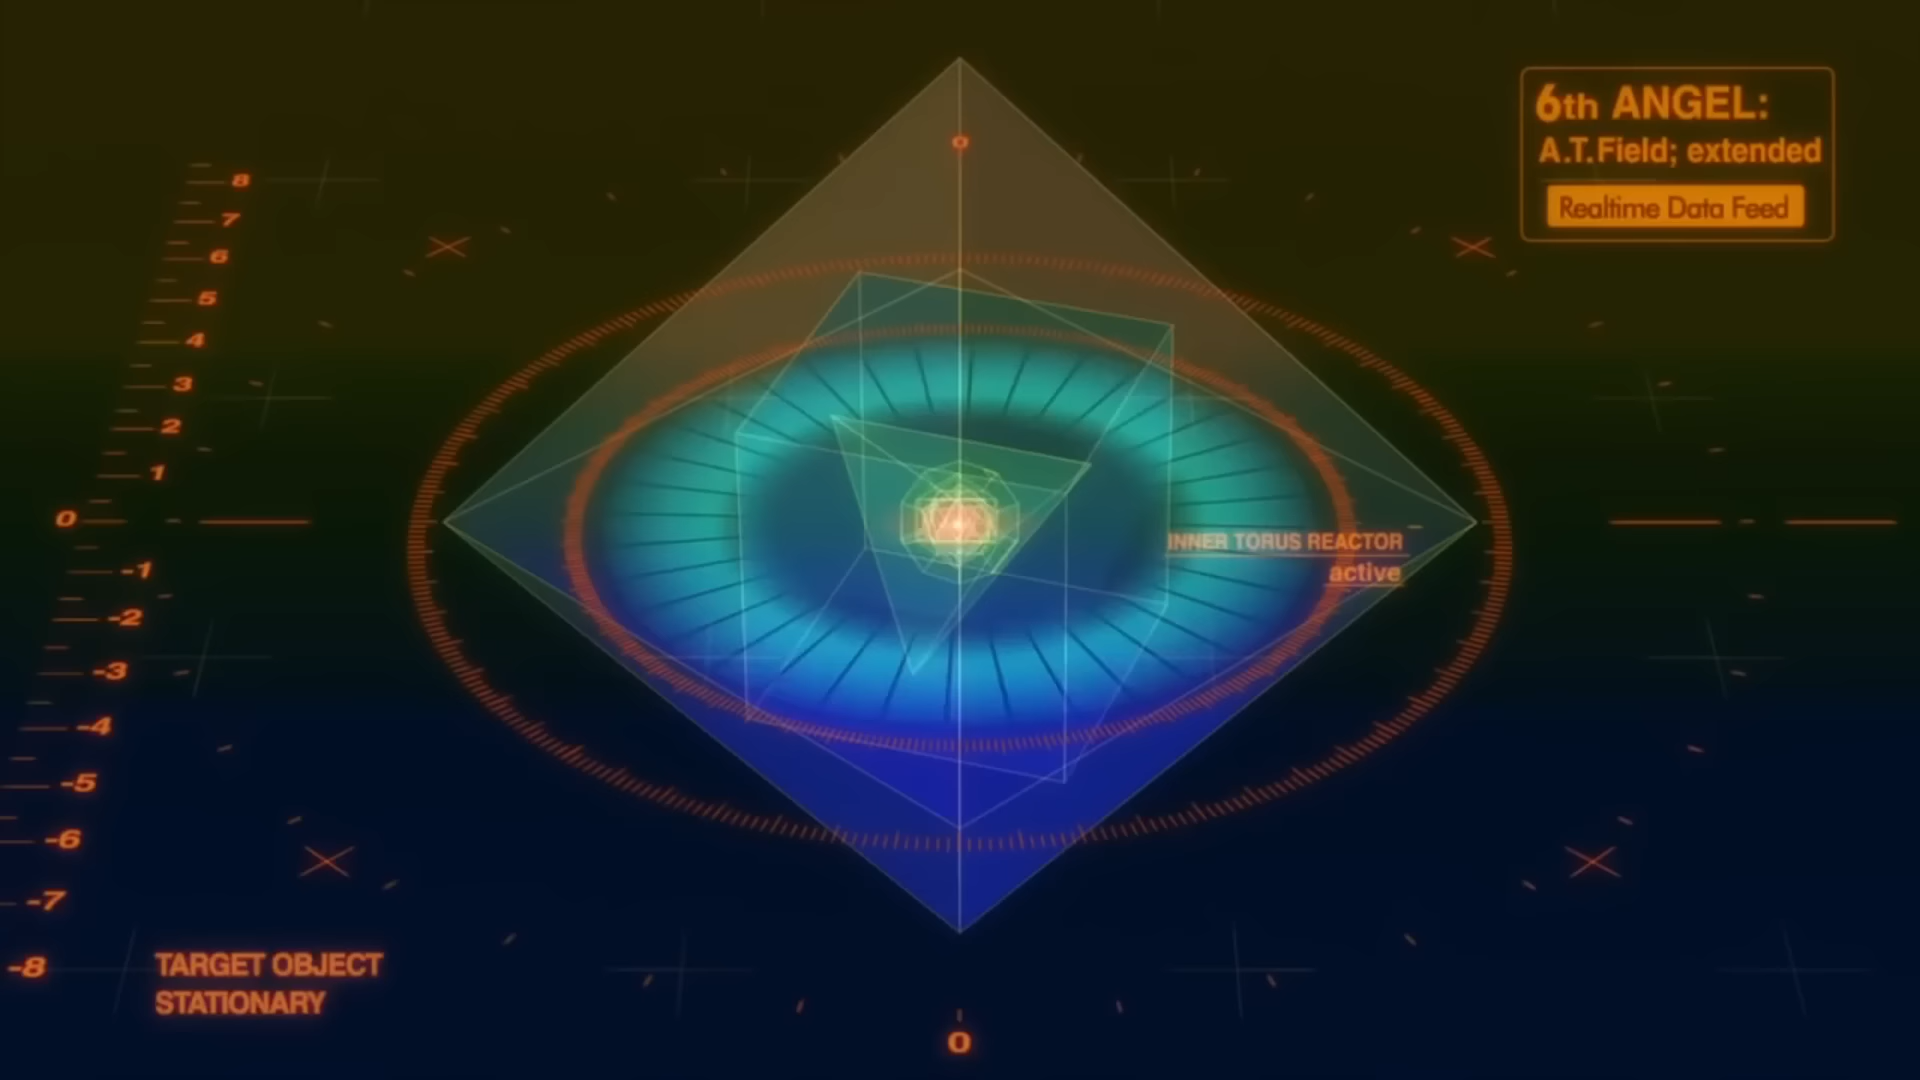 6th ANGEL:
A.T.Field; extended
Realtime Data Feed
0
8
7
6
5
4
3
2
1
0
-1
-2
-3
-4
-5
-6
-7
-8
INNER TORUS REACTOR
active
TARGET OBJECT
STATIONARY
0